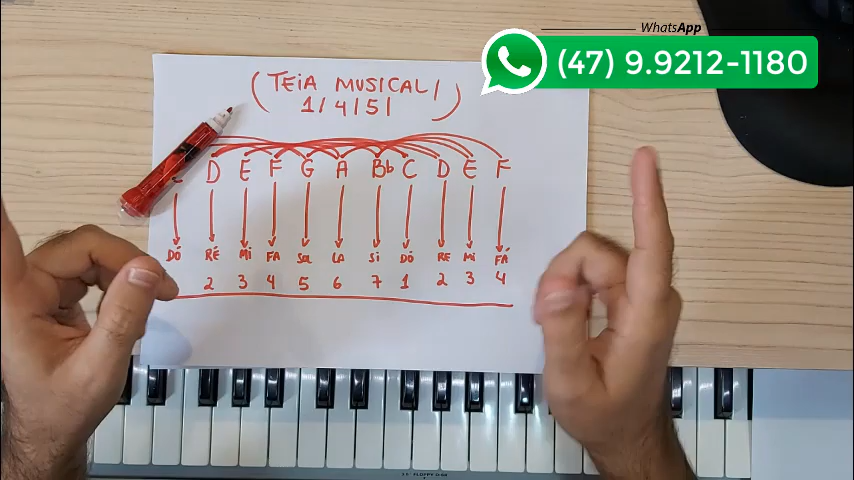 WhatsApp
(47) 9.9212-1180
(TEIA MUSICAL/
1/4/5/)
C D E F G A Bb C D E F
DÓ RÉ Mi FA Sol LA Si DÓ RE Mi FÁ
2 3 4 5 6 7 1 2 3 4